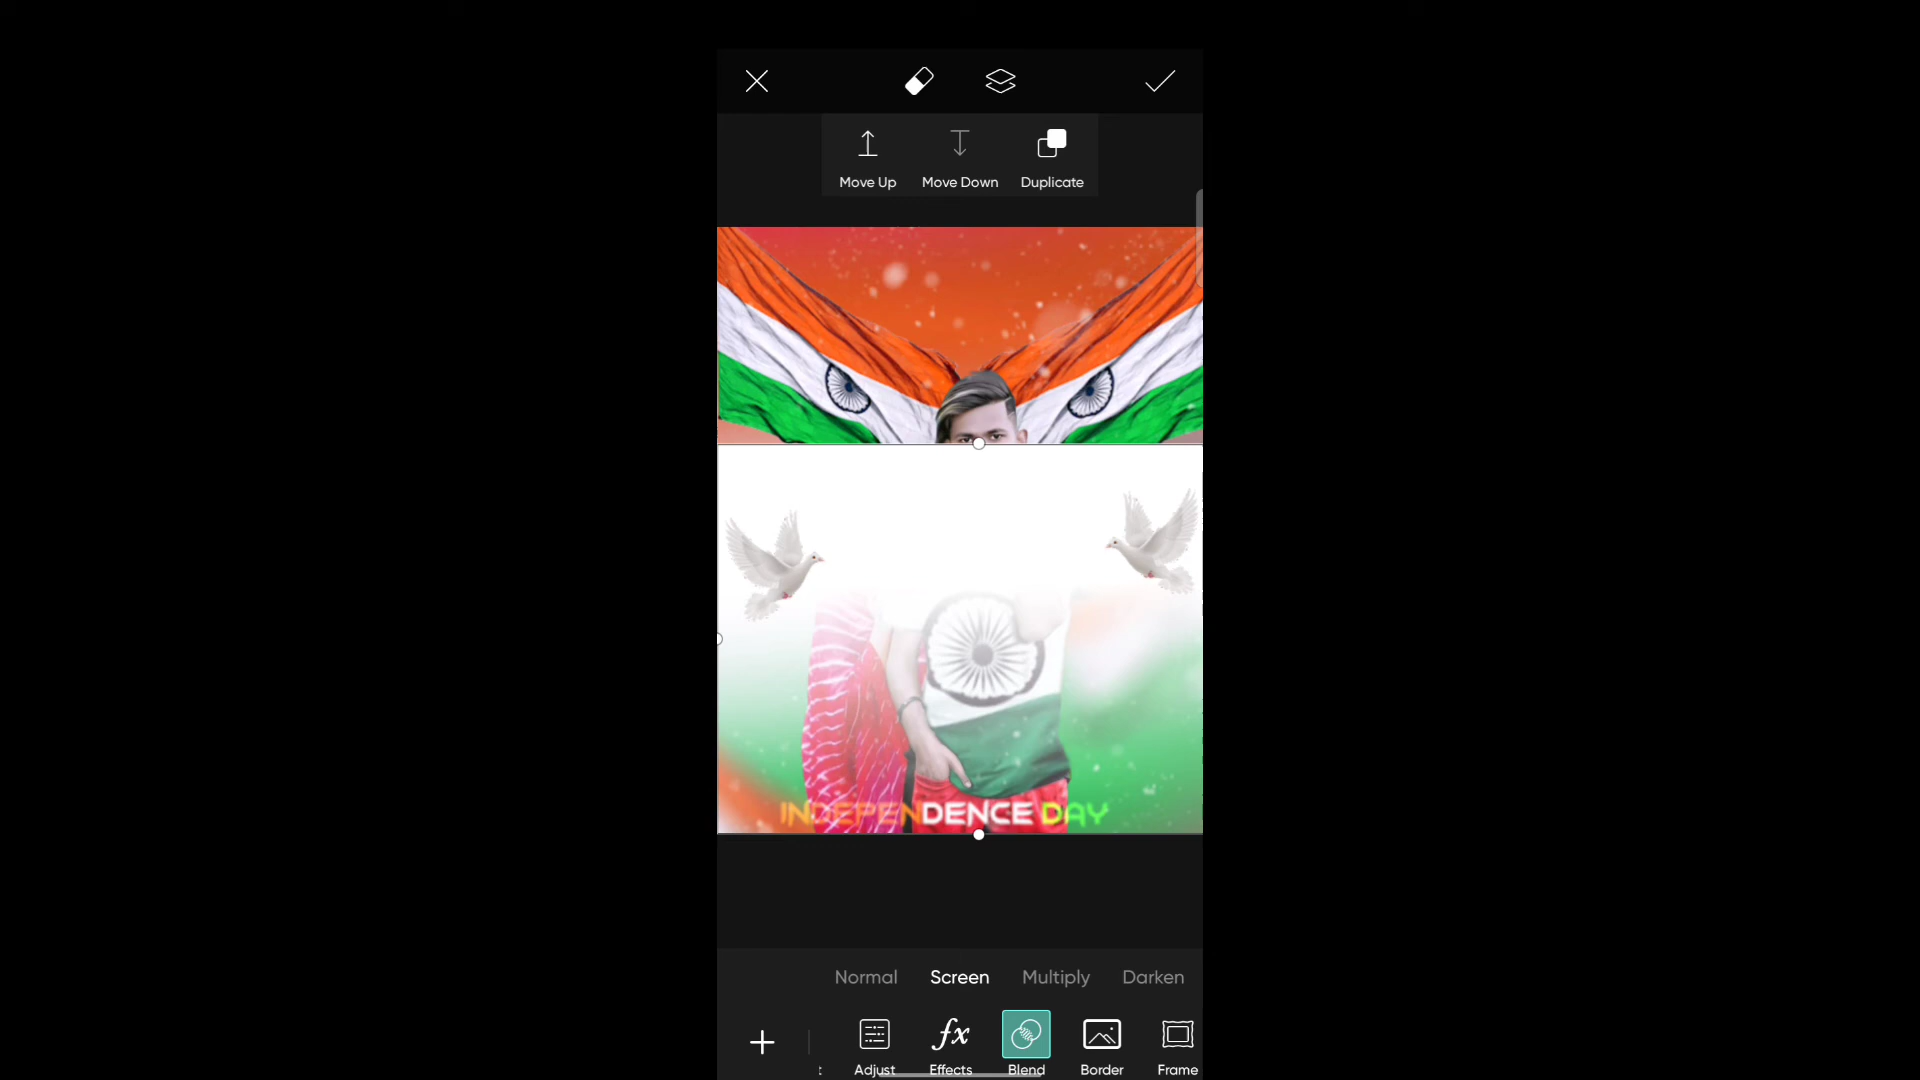 Move Up Move Down Duplicate
INDEPENDENCE DAY
Normal Screen Multiply Darken
Adjust Effects Blend Border Frame